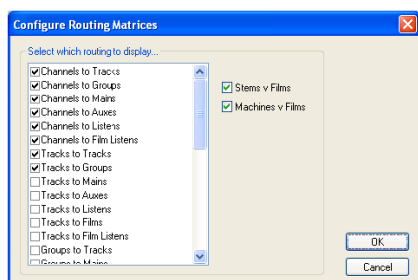 Configure Routing Matrices
Select which routing to display...
Channels to Tracks
Channels to Groups
Channels to Mains
Channels to Auxes
Channels to Listens
Channels to Film Listens
Tracks to Tracks
Tracks to Groups
Tracks to Mains
Tracks to Auxes
Tracks to Listens
Tracks to Films
Tracks to Film Listens
Groups to Tracks
Groups to Mains
Stems v Films
Machines v Films
OK
Cancel